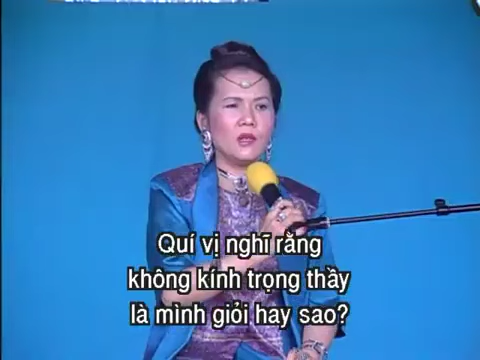 Quí vị nghĩ rằng
không kính trọng thầy
là mình giỏi hay sao?